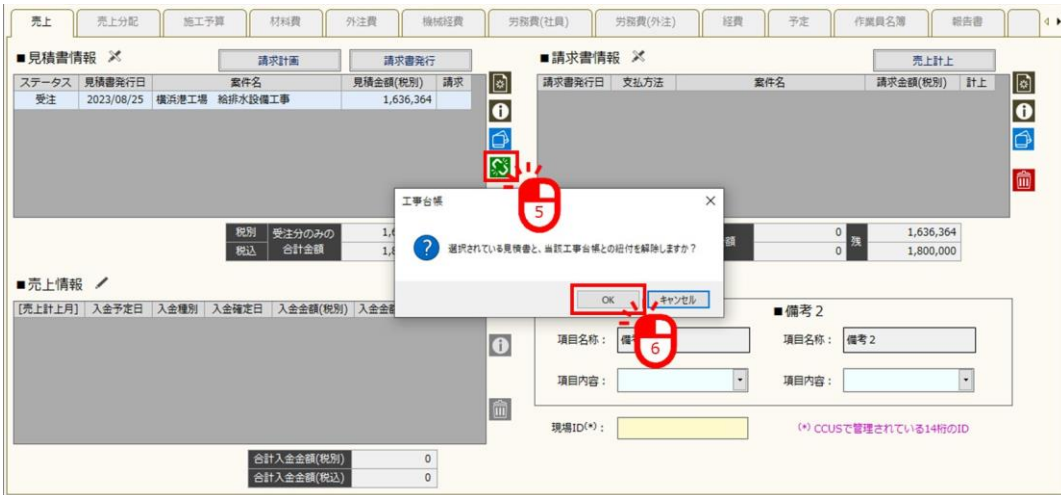 売上 売上分配 施工予算 材料費 外注費 機械経費 労務費(社員) 労務費(外注) 経費 予定 作業員名簿 報告書
■見積書情報
請求計画 請求書発行
ステータス 見積書発行日 案件名 見積金額(税別) 請求
受注 2023/08/25 横浜港工場 給排水設備工事 1,636,364
■請求書情報
売上計上
請求書発行日 支払方法 案件名 請求金額(税別) 計上
5
工事台帳
選択されている見積書と、当該工事台帳との紐付を解除しますか?
OK キャンセル
6
税別 受注分のみの
税込 合計金額
額 0 残 1,636,364
0 1,800,000
■売上情報
[売上計上月] 入金予定日 入金種別 入金確定日 入金金額(税別)
合計入金金額(税別) 0
合計入金金額(税込) 0
項目名称:
項目内容:
■備考2
項目名称: 備考2
項目内容:
現場ID(*):
(*) CCUSで管理されている14桁のID